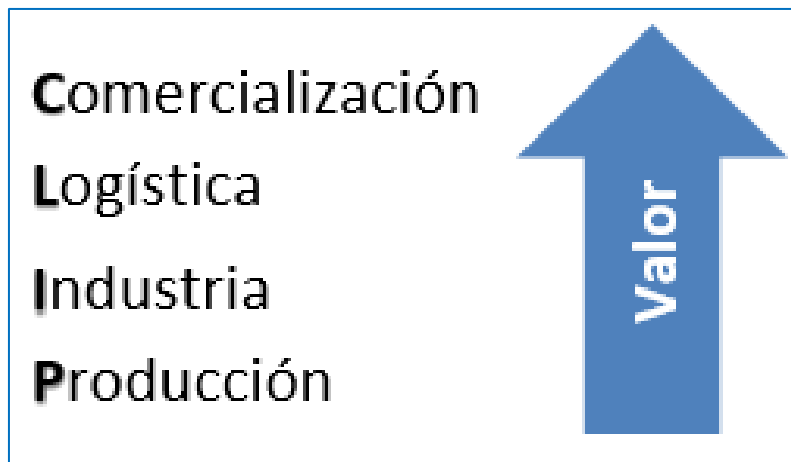 Comercialización
Logística
Industria
Producción
Valor